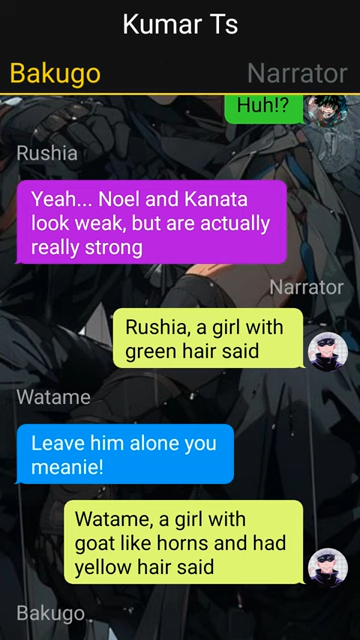 Kumar Ts
Bakugo
Narrator
Huh!?
Rushia
Yeah... Noel and Kanata
look weak, but are actually
really strong
Narrator
Rushia, a girl with
green hair said
Watame
Leave him alone you
meanie!
Watame, a girl with
goat like horns and had
yellow hair said
Bakugo